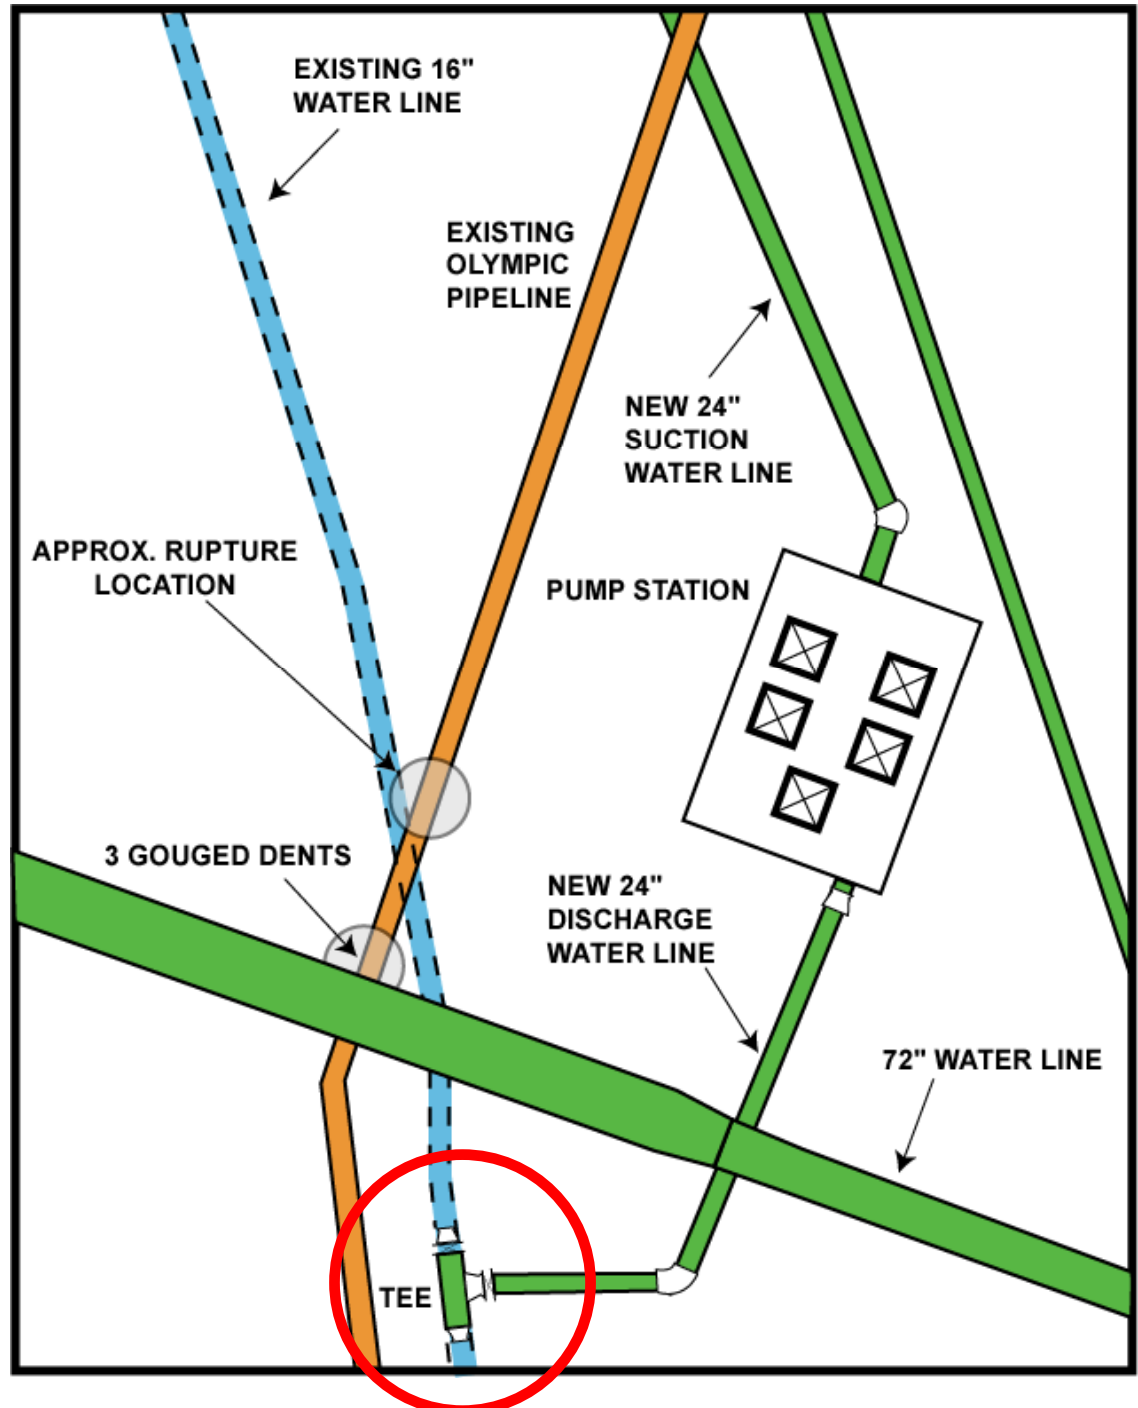 EXISTING 16"
WATER LINE
EXISTING
OLYMPIC
PIPELINE
NEW 24"
SUCTION
WATER LINE
APPROX. RUPTURE
LOCATION
PUMP STATION
3 GOUGED DENTS
NEW 24"
DISCHARGE
WATER LINE
72" WATER LINE
TEE